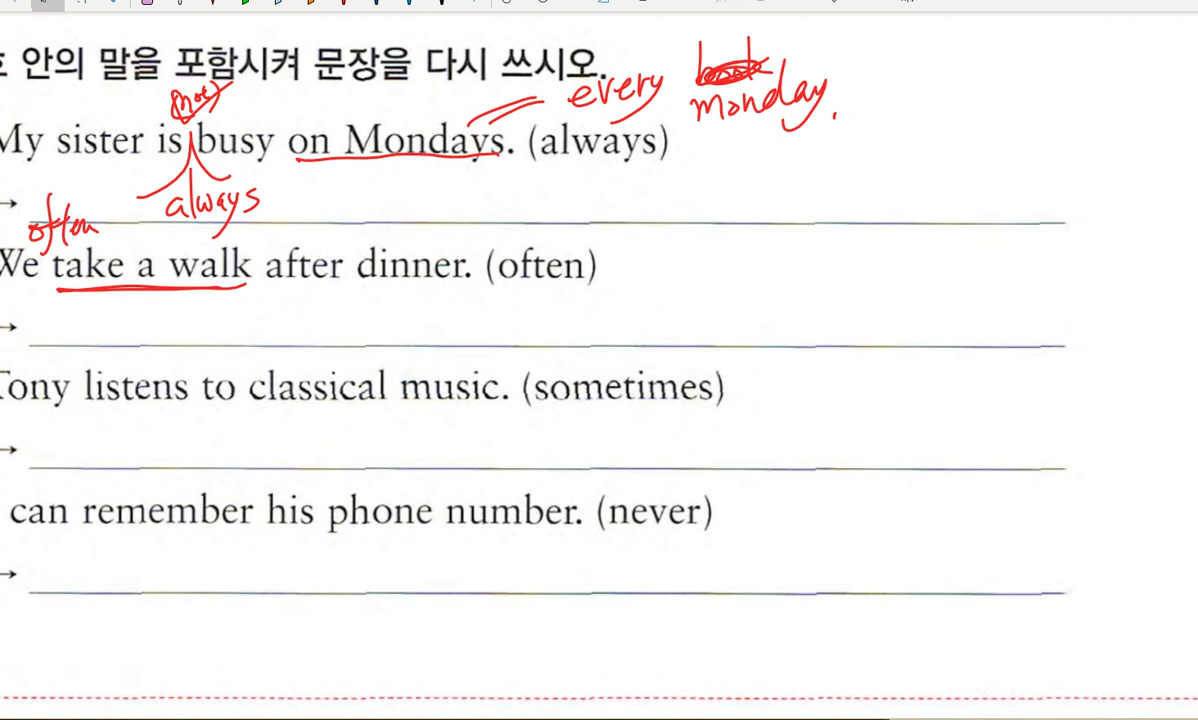 안의 말을 포함시켜 문장을 다시 쓰시오.
every monday.
(not)
My sister is busy on Mondays. (always)
→ always
often
We take a walk after dinner. (often)
→
Tony listens to classical music. (sometimes)
→
can remember his phone number. (never)
→